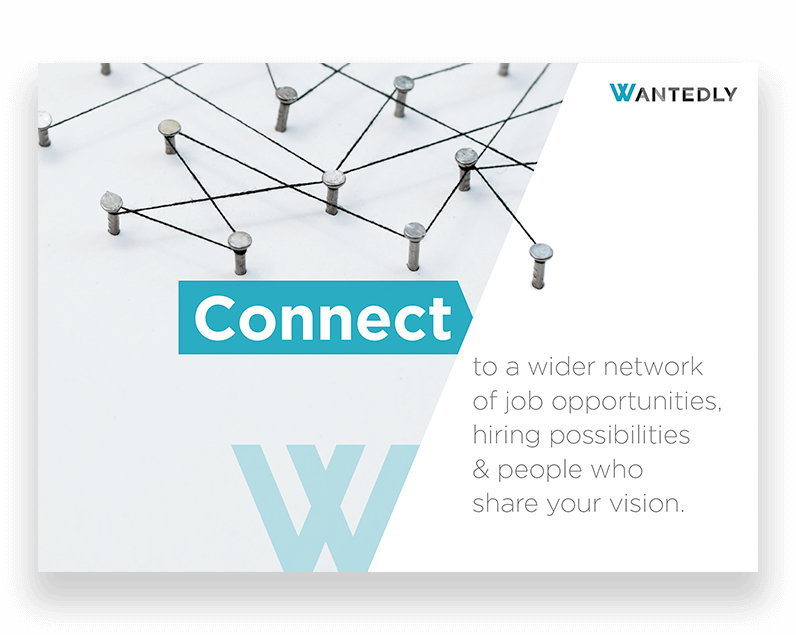 WANTEDLY
Connect
to a wider network
of job opportunities,
hiring possibilities
& people who
share your vision.
W